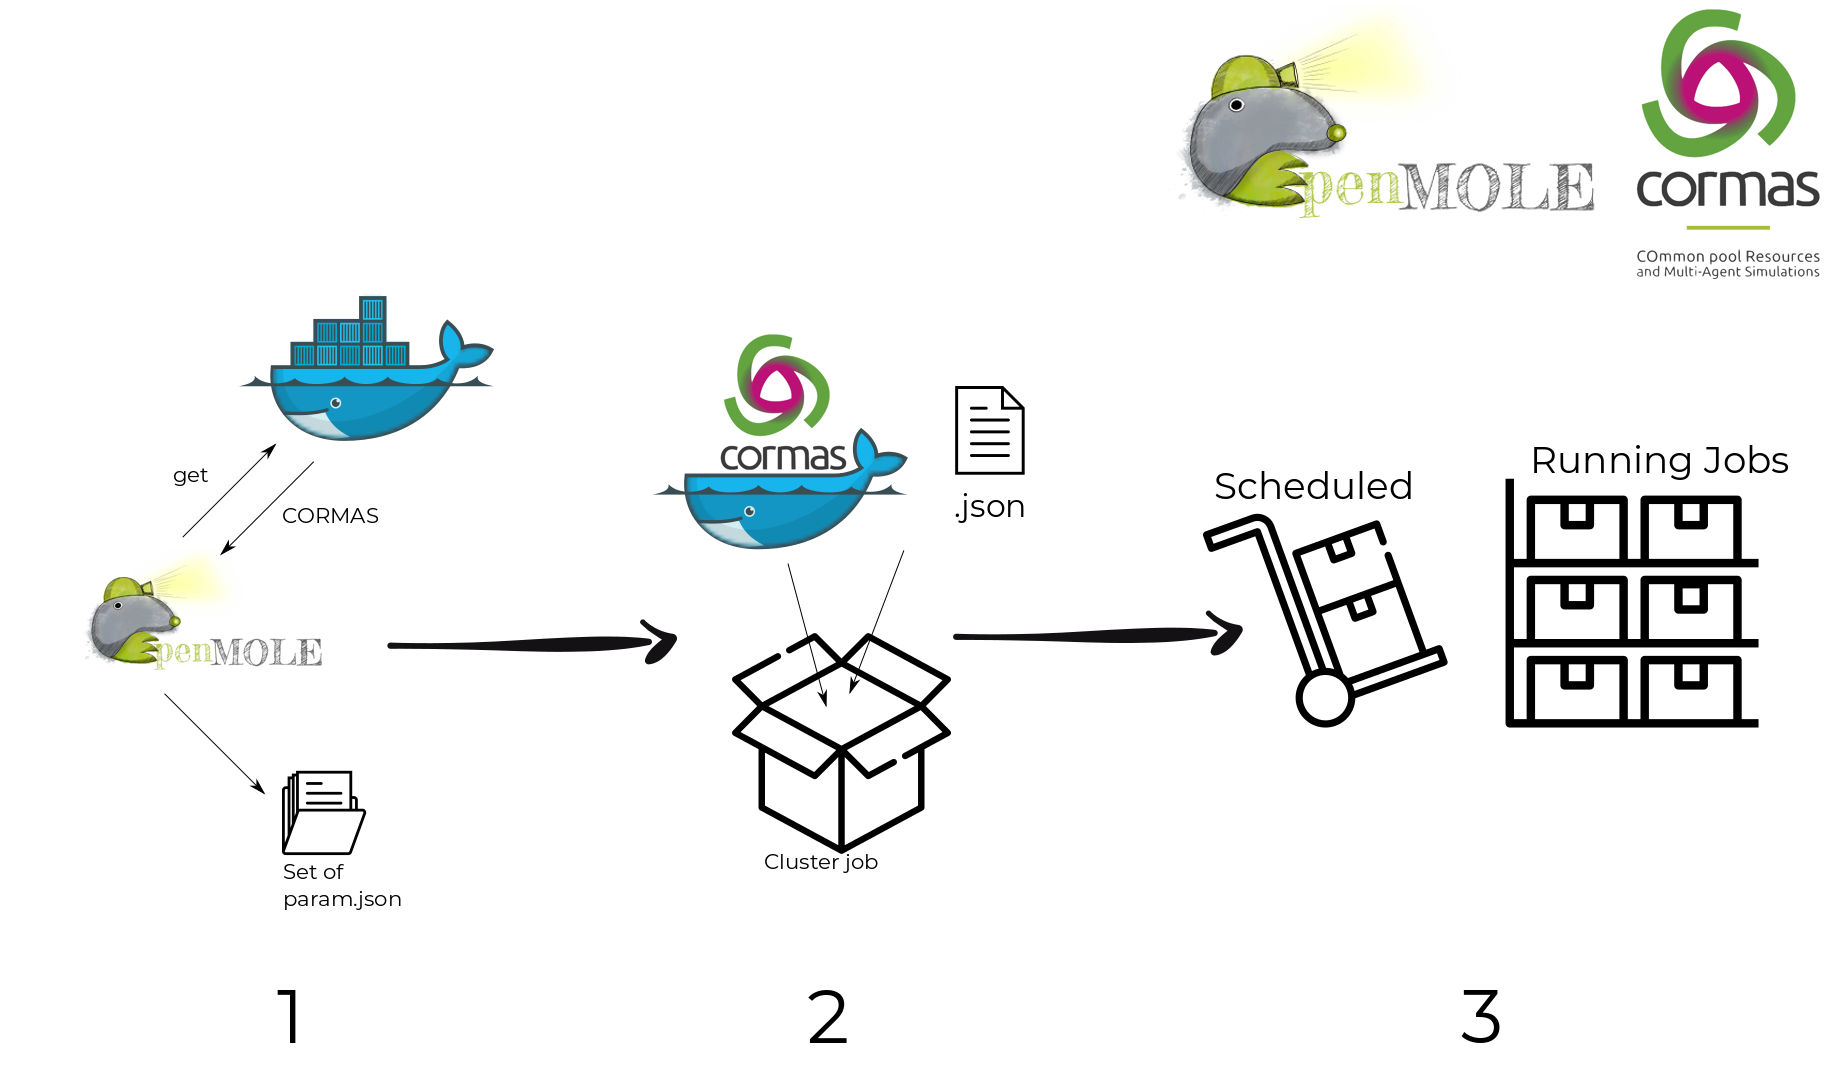 penMOLE
cormas
COmmon pool Resources
and Multi-Agent Simulations
get
CORMAS
penMOLE
Set of
param.json
cormas
.json
Cluster job
Scheduled
Running Jobs
1
2
3